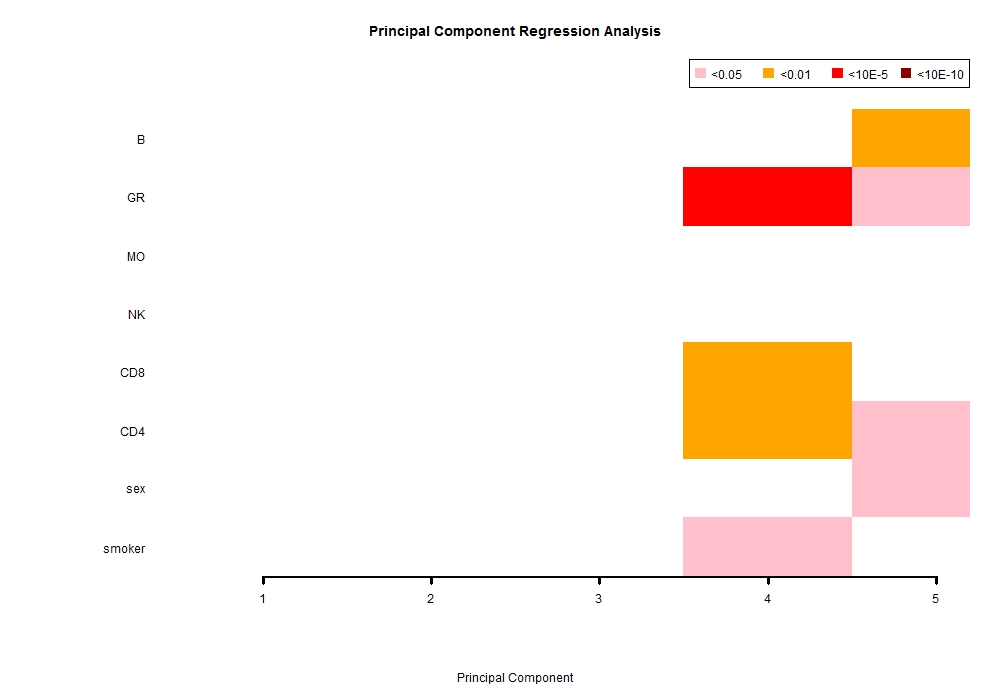 Principal Component Regression Analysis
<0.05 <0.01 <10E-5 <10E-10
B
GR
MO
NK
CD8
CD4
sex
smoker
1 2 3 4 5
Principal Component